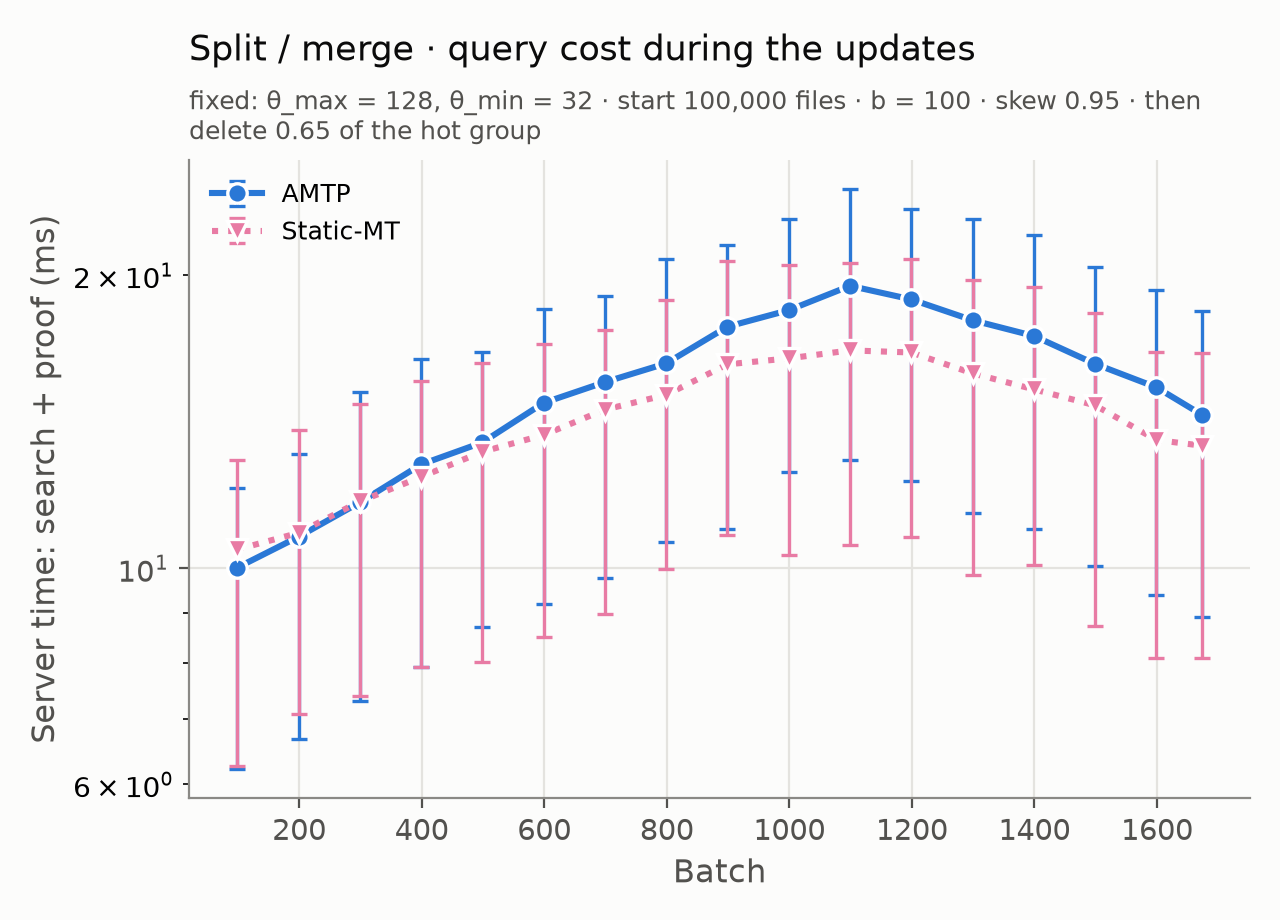 Split / merge · query cost during the updates
fixed: θ_max = 128, θ_min = 32 · start 100,000 files · b = 100 · skew 0.95 · then
delete 0.65 of the hot group
AMTP
Static-MT
Server time: search + proof (ms)
2 × 10¹
10¹
6 × 10⁰
200 400 600 800 1000 1200 1400 1600
Batch